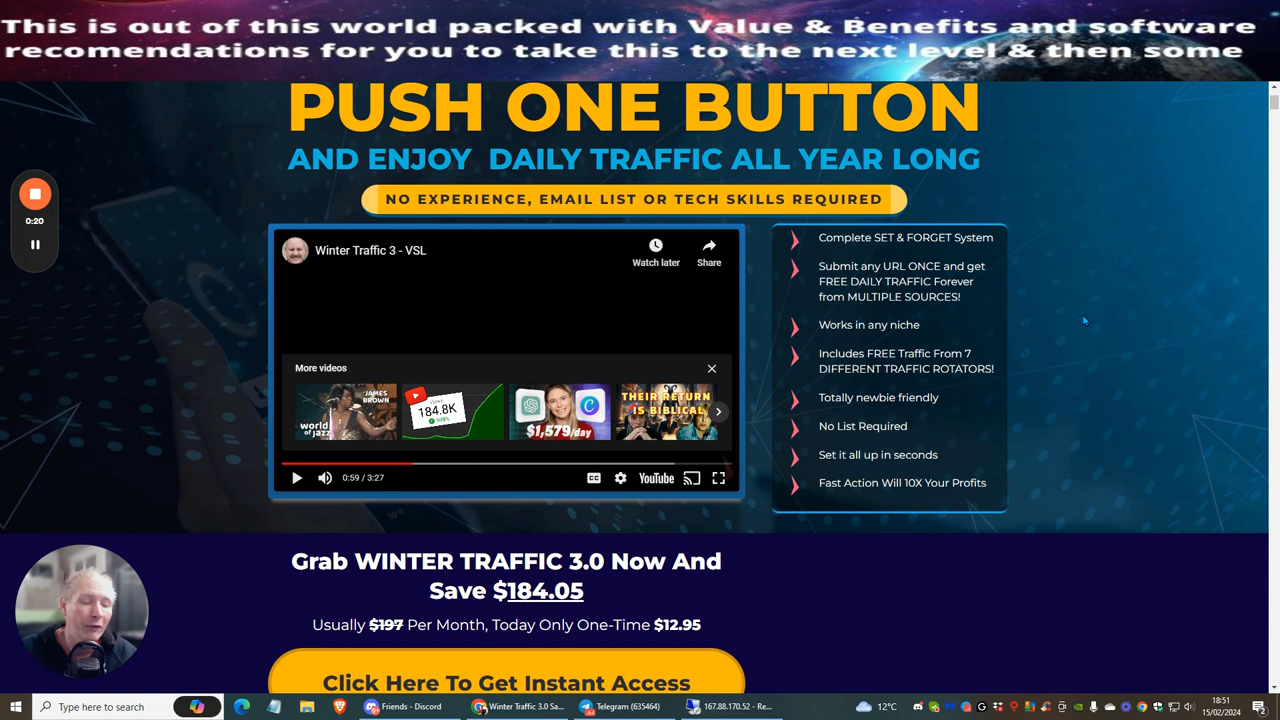 This is out of this world packed with Value & Benefits and software
recomendations for you to take this to the next level & then some
PUSH ONE BUTTON
AND ENJOY DAILY TRAFFIC ALL YEAR LONG
NO EXPERIENCE, EMAIL LIST OR TECH SKILLS REQUIRED
0:20
Winter Traffic 3 - VSL
Watch later
Share
More videos
JAMES
BROWN
world
of jazz
Views
184.8K
$1,579/day
THEIR RETURN
IS BIBLICAL
0:59 / 3:27
CC
YouTube
Complete SET & FORGET System
Submit any URL ONCE and get
FREE DAILY TRAFFIC Forever
from MULTIPLE SOURCES!
Works in any niche
Includes FREE Traffic From 7
DIFFERENT TRAFFIC ROTATORS!
Totally newbie friendly
No List Required
Set it all up in seconds
Fast Action Will 10X Your Profits
Grab WINTER TRAFFIC 3.0 Now And
Save $184.05
Usually $197 Per Month, Today Only One-Time $12.95
Click Here To Get Instant Access
Type here to search
Friends - Discord
Winter Traffic 3.0 Sa...
Telegram (635464)
167.88.170.52 - Re...
12°C
18:51
15/02/2024